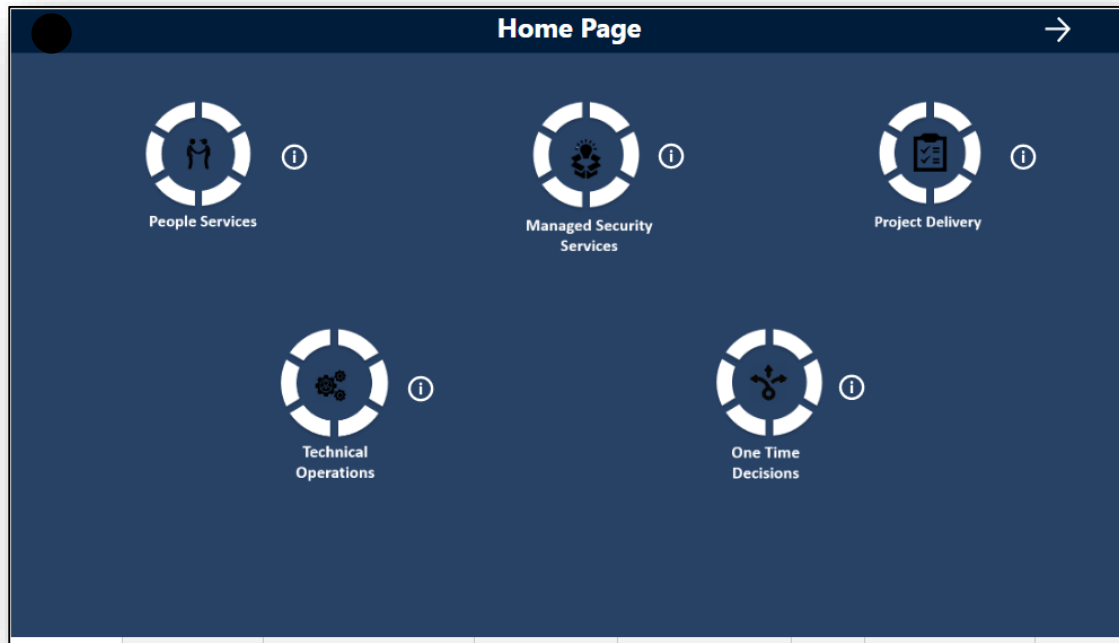 Home Page
People Services
Managed Security
Services
Project Delivery
Technical
Operations
One Time
Decisions